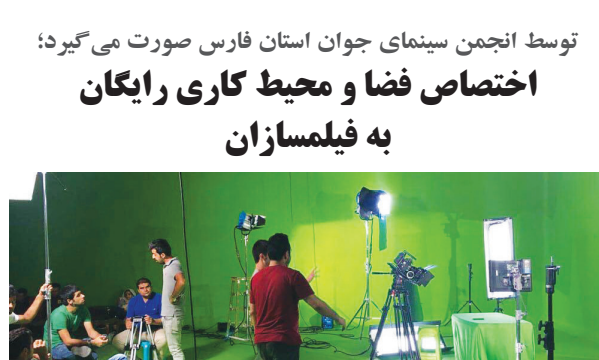 توسط انجمن سینمای جوان استان فارس صورت می‌گیرد؛
اختصاص فضا و محیط کاری رایگان
به فیلمسازان